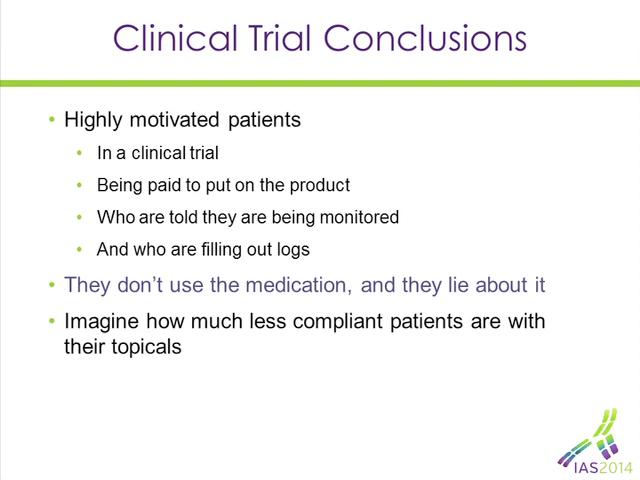 Clinical Trial Conclusions
• Highly motivated patients
• In a clinical trial
• Being paid to put on the product
• Who are told they are being monitored
• And who are filling out logs
• They don’t use the medication, and they lie about it
• Imagine how much less compliant patients are with
their topicals
IAS2014